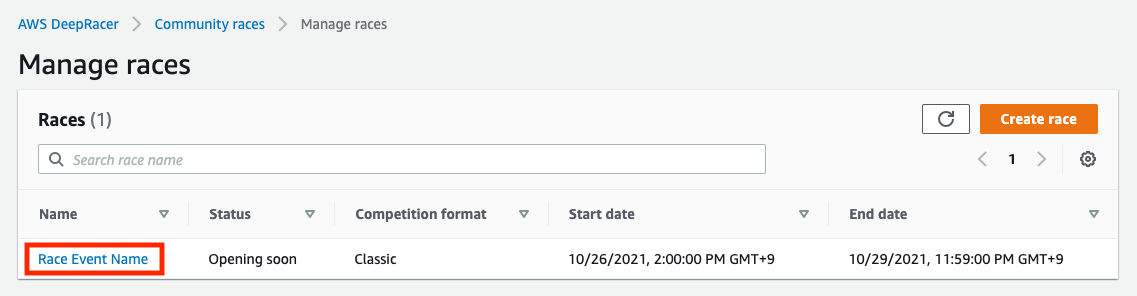 AWS DeepRacer > Community races > Manage races
Manage races
Races (1)
Create race
Search race name
1
Name Status Competition format Start date End date
Race Event Name Opening soon Classic 10/26/2021, 2:00:00 PM GMT+9 10/29/2021, 11:59:00 PM GMT+9